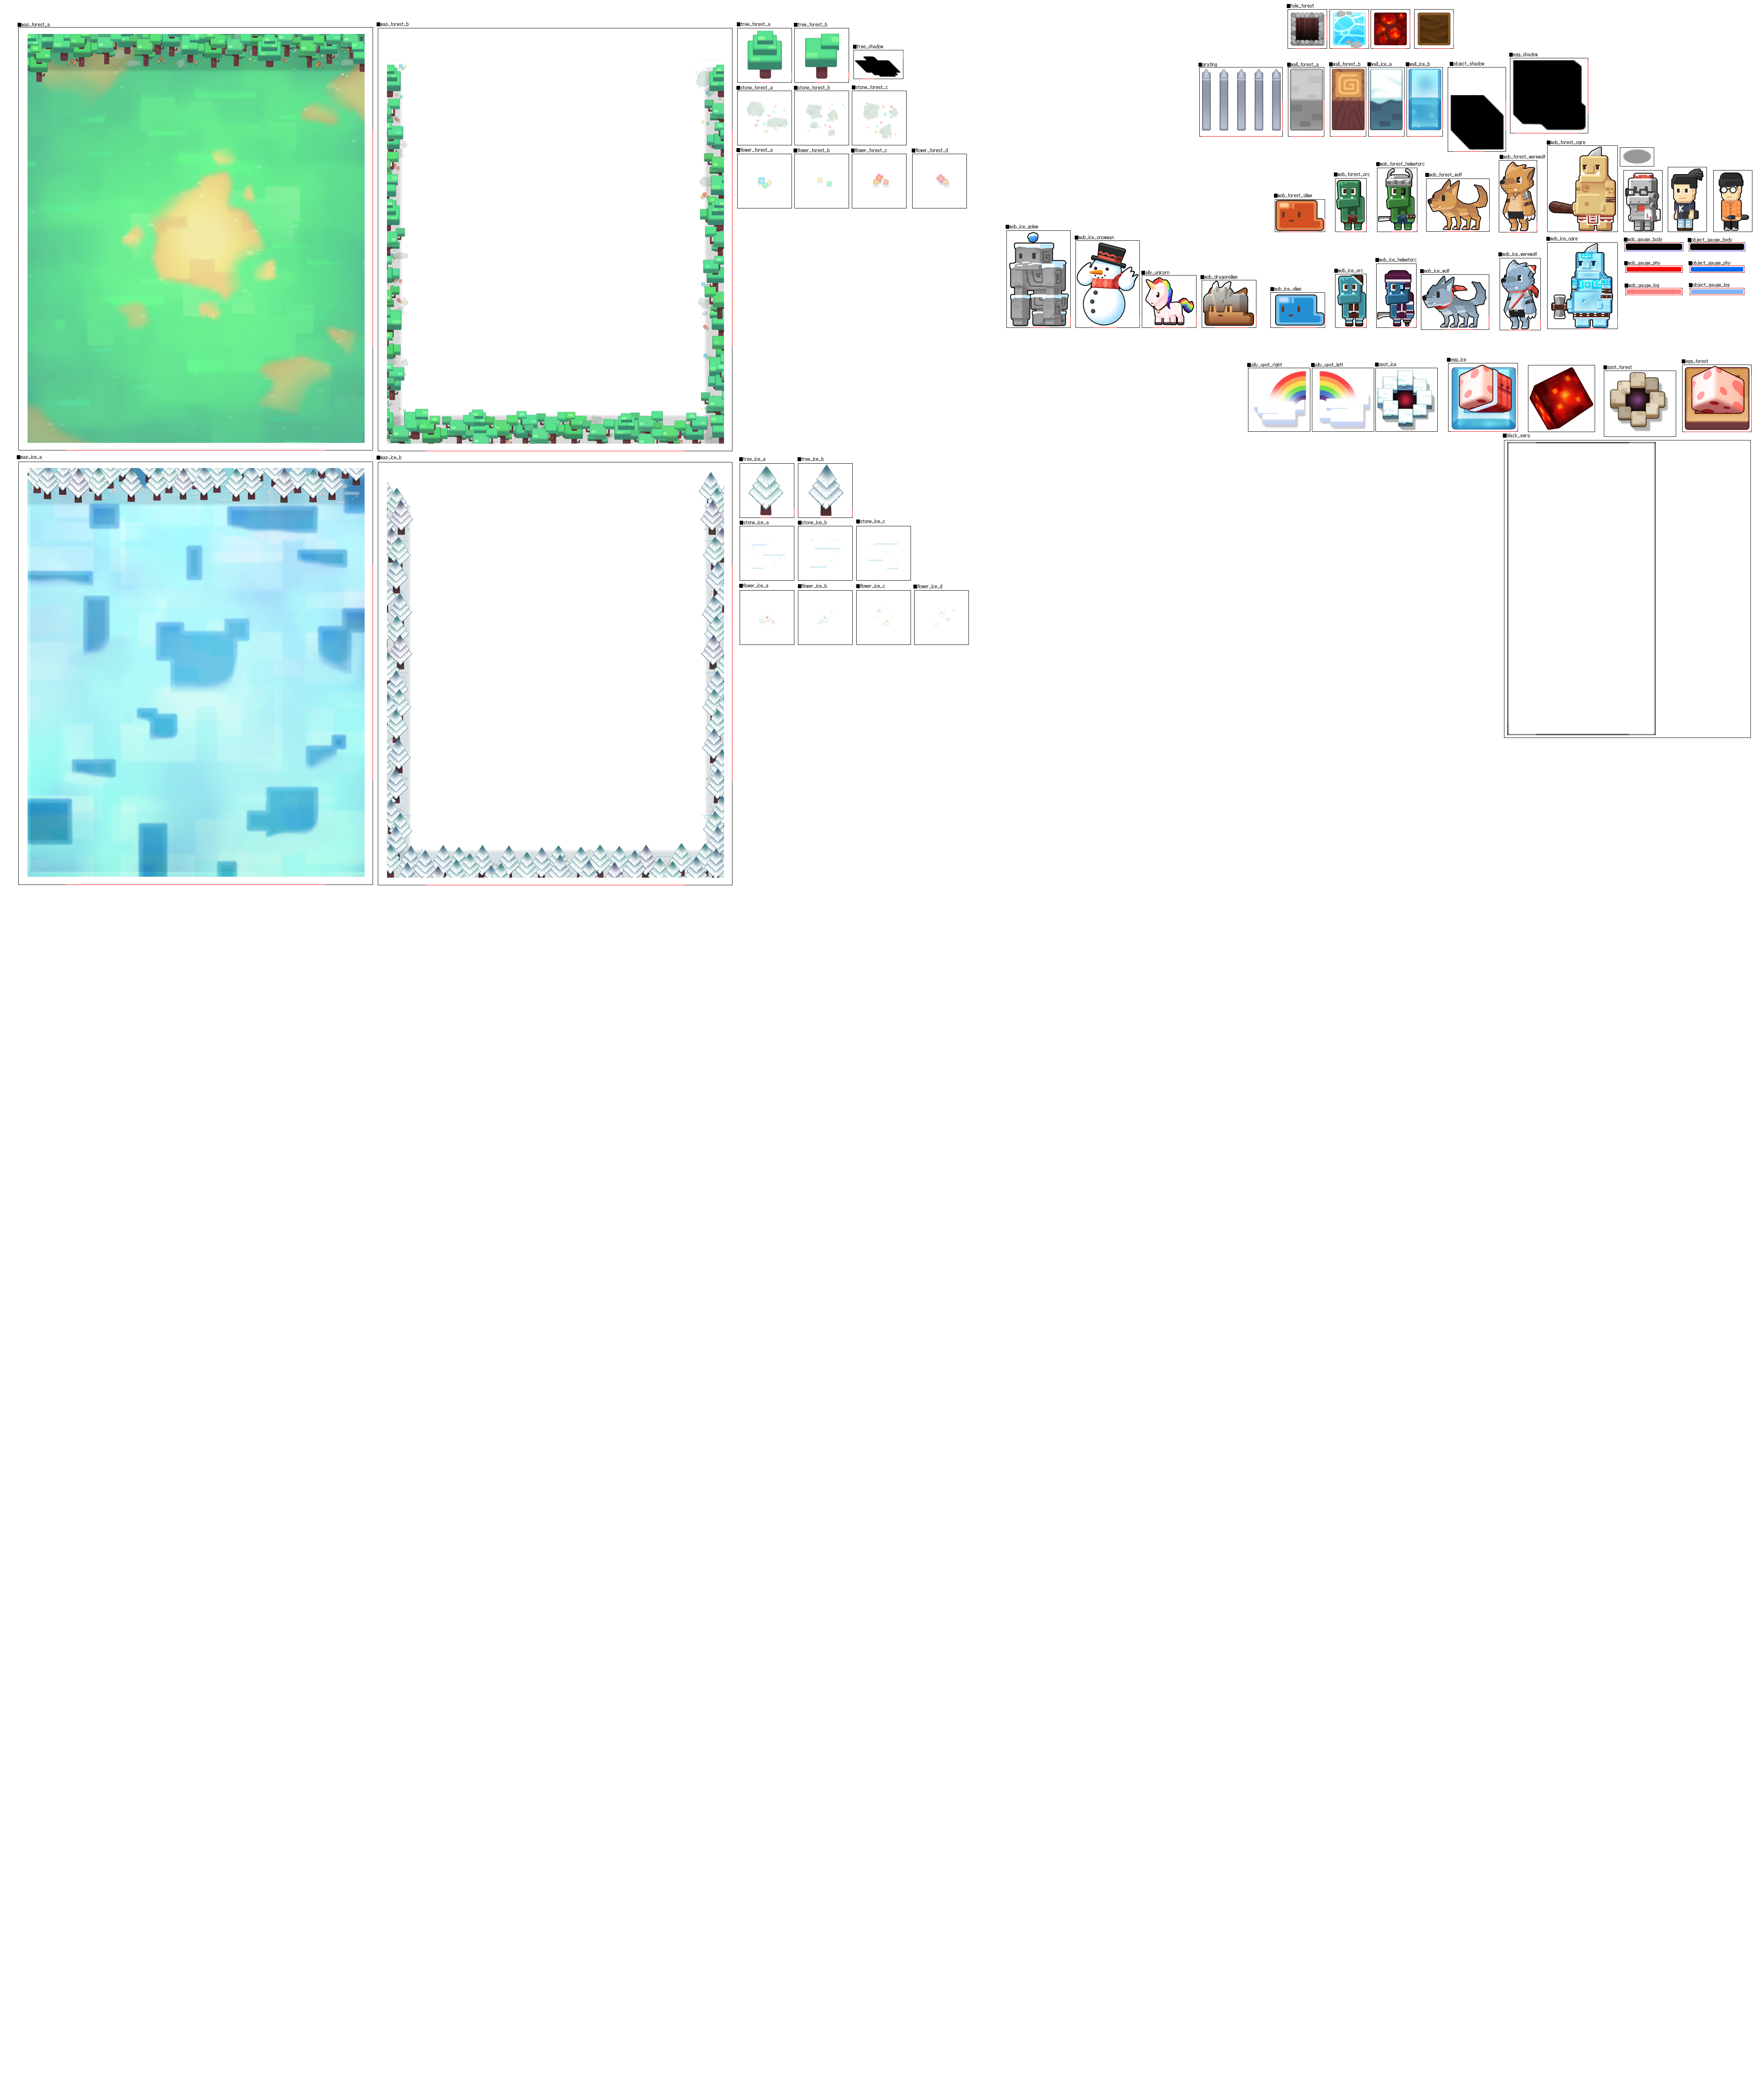 ■hole_forest
■map_forest_a
■map_forest_b
■tree_forest_a
■tree_forest_b
■tree_shadow
■egg_shadow
■grating
■wall_forest_a
■wall_forest_b
■wall_ice_a
■wall_ice_b
■object_shadow
■stone_forest_a
■stone_forest_b
■stone_forest_c
■flower_forest_a
■flower_forest_b
■flower_forest_c
■flower_forest_d
■mob_forest_slime
■mob_forest_orc
■mob_forest_helmetorc
■mob_forest_wolf
■mob_forest_werewolf
■mob_forest_ogre
K
■mob_ice_golem
■mob_ice_snowman
■ally_unicorn
■mob_dragonslime
■mob_ice_slime
■mob_ice_orc
■mob_ice_helmetorc
■mob_ice_wolf
■mob_ice_werewolf
■mob_ice_ogre
■mob_gauge_body
■object_gauge_body
■mob_gauge_phy
■object_gauge_phy
■mob_gauge_log
■object_gauge_log
■ally_spot_right
■ally_spot_left
■spot_ice
■egg_ice
■spot_forest
■egg_forest
■black_aera
■map_ice_a
■map_ice_b
■tree_ice_a
■tree_ice_b
■stone_ice_a
■stone_ice_b
■stone_ice_c
■flower_ice_a
■flower_ice_b
■flower_ice_c
■flower_ice_d